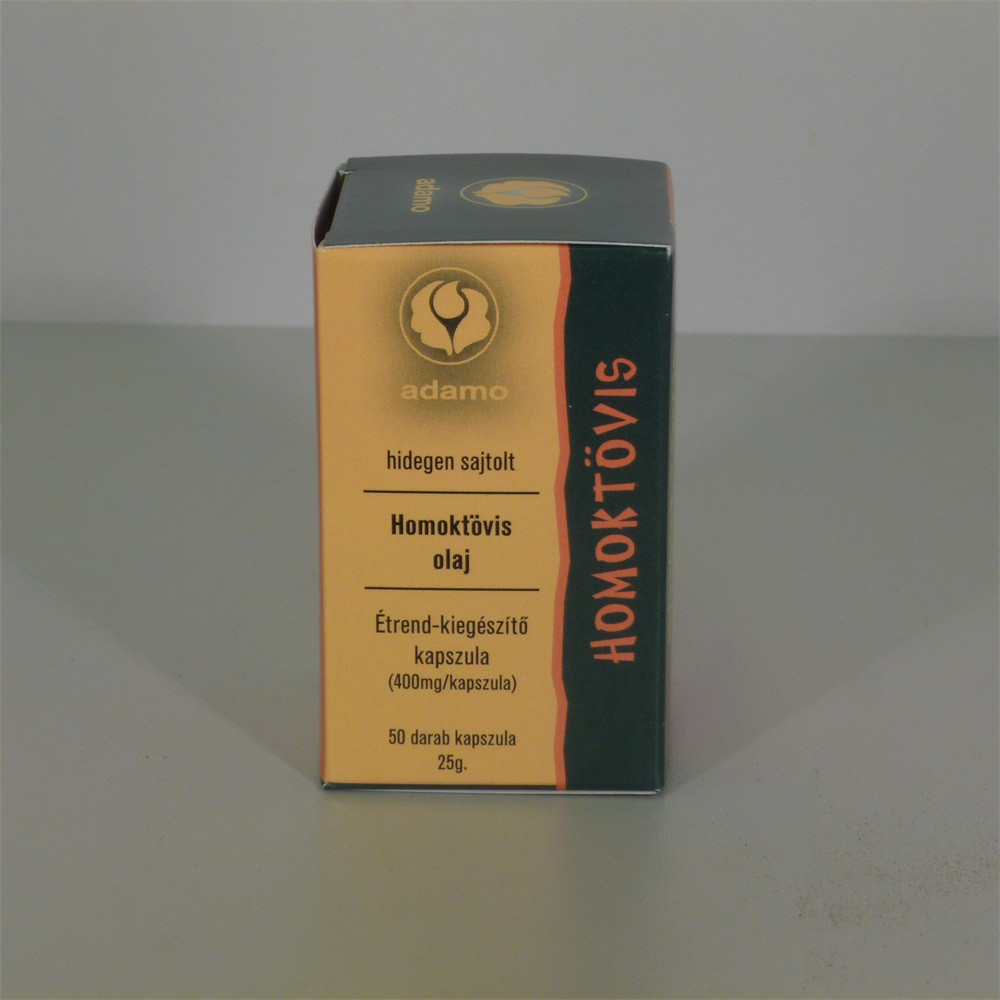 adamo
adamo
hidegen sajtolt
Homoktövis
olaj
Étrend-kiegészítő
kapszula
(400mg/kapszula)
50 darab kapszula
25g.
HOMOKTÖVIS